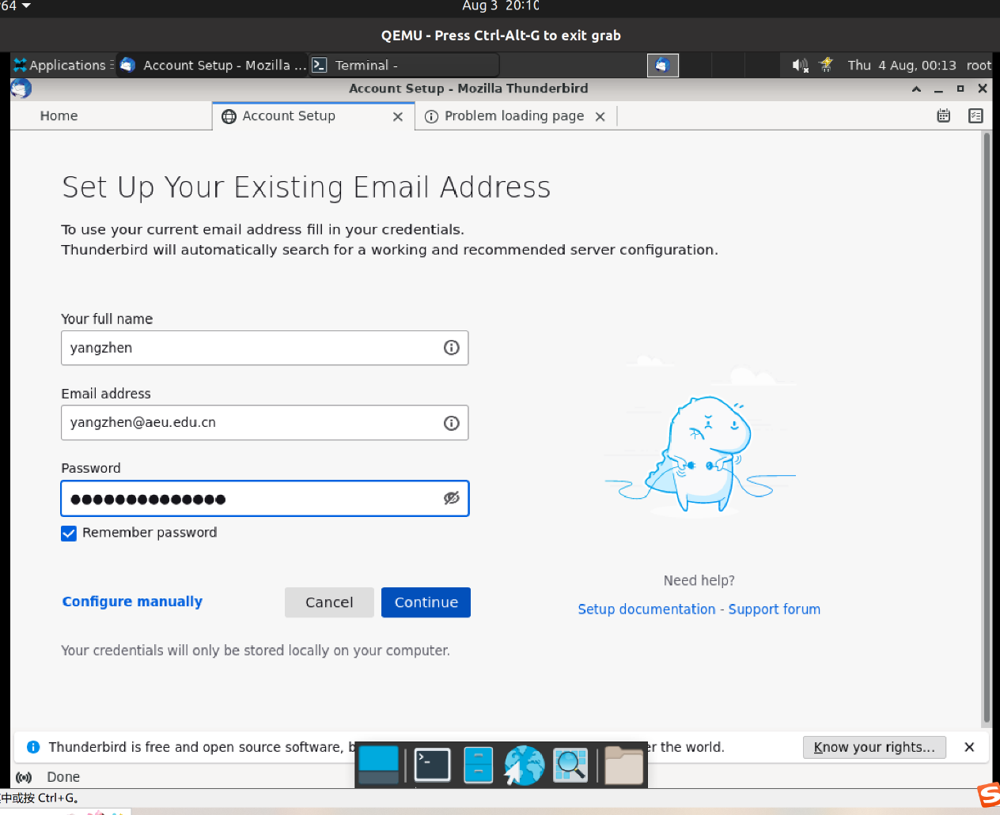 64
Aug 3 20:10
QEMU - Press Ctrl-Alt-G to exit grab
Applications
Account Setup - Mozilla ...
Terminal -
Thu 4 Aug, 00:13
root
Account Setup - Mozilla Thunderbird
Home
Account Setup
Problem loading page
Set Up Your Existing Email Address
To use your current email address fill in your credentials.
Thunderbird will automatically search for a working and recommended server configuration.
Your full name
yangzhen
Email address
yangzhen@aeu.edu.cn
Password
Remember password
Configure manually
Cancel
Continue
Your credentials will only be stored locally on your computer.
Need help?
Setup documentation - Support forum
Thunderbird is free and open source software, b
er the world.
Know your rights...
Done
中或按 Ctrl+G。